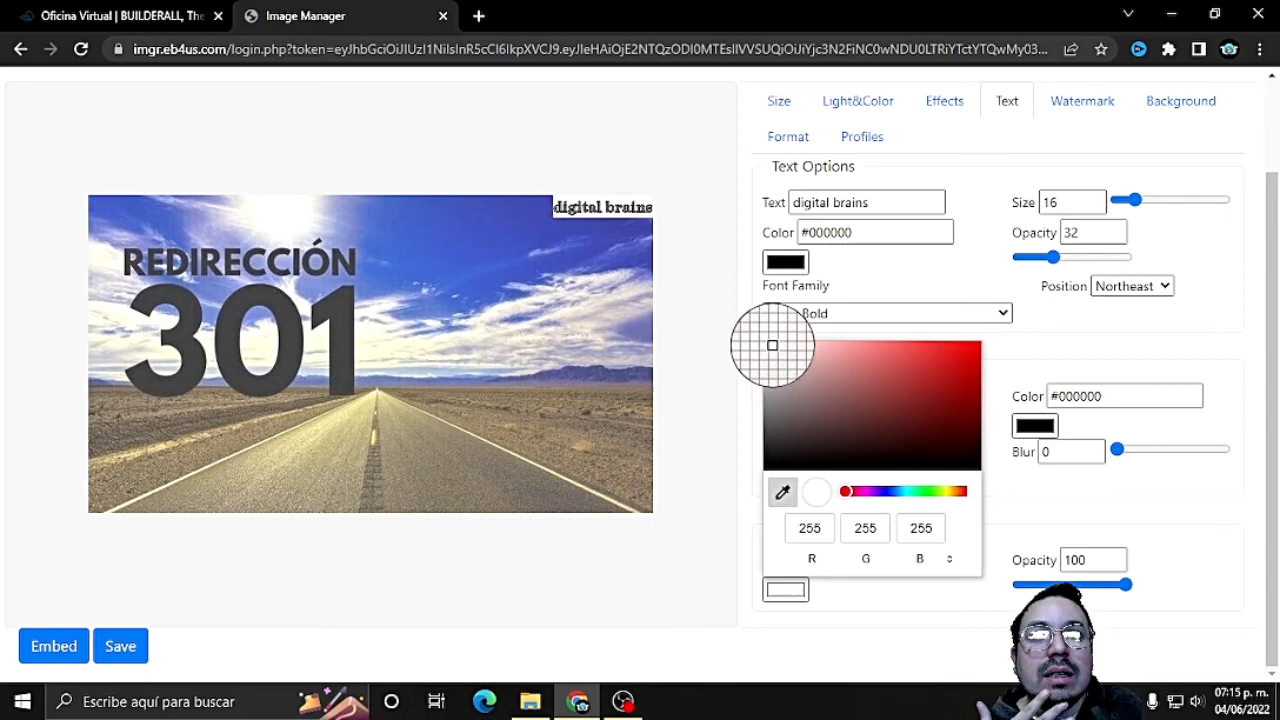 Oficina Virtual | BUILDERALL, The
Image Manager
imgr.eb4us.com/login.php?token=eyJhbGciOiJIUzI1NiIsInR5cCI6IkpXVCJ9.eyJleHAiOjE2NTQzODI0MTEsIlVVSUQiOiJiYjc3N2FiNC0wNDU0LTRiYTctYTQwMy03...
Size
Light&Color
Effects
Text
Watermark
Background
Format
Profiles
Text Options
Text digital brains
Size 16
Color #000000
Opacity 32
Font Family
Position Northeast
Bold
digital brains
REDIRECCIÓN
301
Color #000000
Blur 0
255 255 255
R G B
Opacity 100
Embed Save
Escribe aquí para buscar
07:15 p. m.
04/06/2022